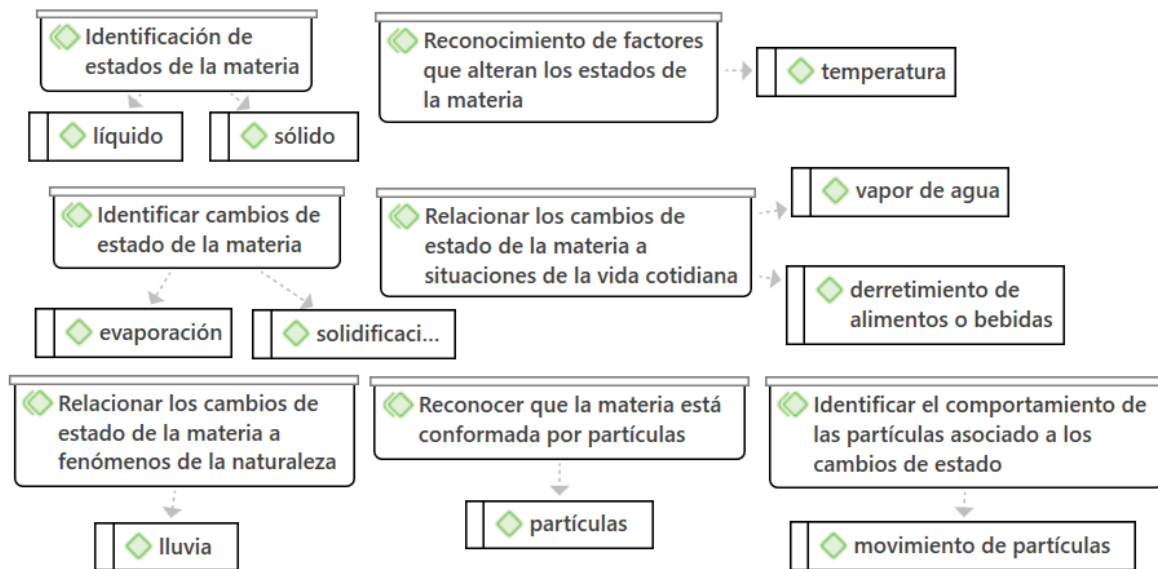 Identificación de
estados de la materia
líquido
sólido
Reconocimiento de factores
que alteran los estados de
la materia
temperatura
Identificar cambios de
estado de la materia
evaporación
solidificaci...
Relacionar los cambios de
estado de la materia a
situaciones de la vida cotidiana
vapor de agua
derretimiento de
alimentos o bebidas
Relacionar los cambios de
estado de la materia a
fenómenos de la naturaleza
lluvia
Reconocer que la materia está
conformada por partículas
partículas
Identificar el comportamiento de
las partículas asociado a los
cambios de estado
movimiento de partículas